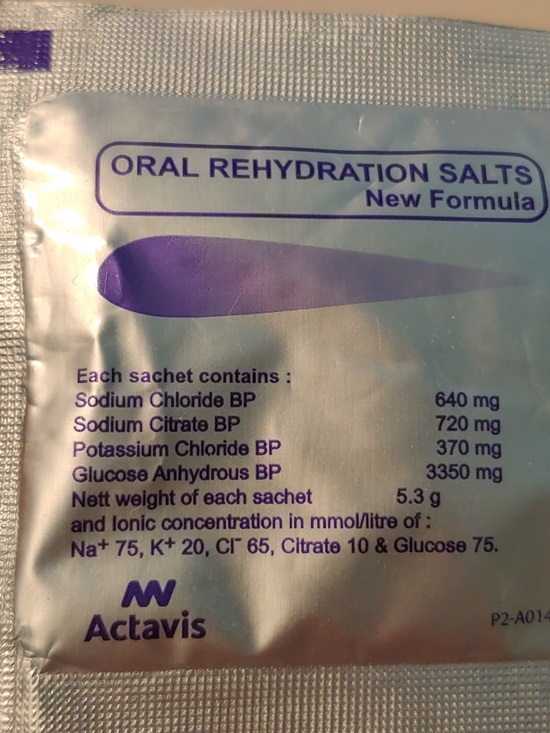 ORAL REHYDRATION SALTS
New Formula
Each sachet contains :
Sodium Chloride BP 640 mg
Sodium Citrate BP 720 mg
Potassium Chloride BP 370 mg
Glucose Anhydrous BP 3350 mg
Nett weight of each sachet 5.3 g
and Ionic concentration in mmol/litre of :
Na+ 75, K+ 20, Cl¯ 65, Citrate 10 & Glucose 75.
Actavis
P2-A014